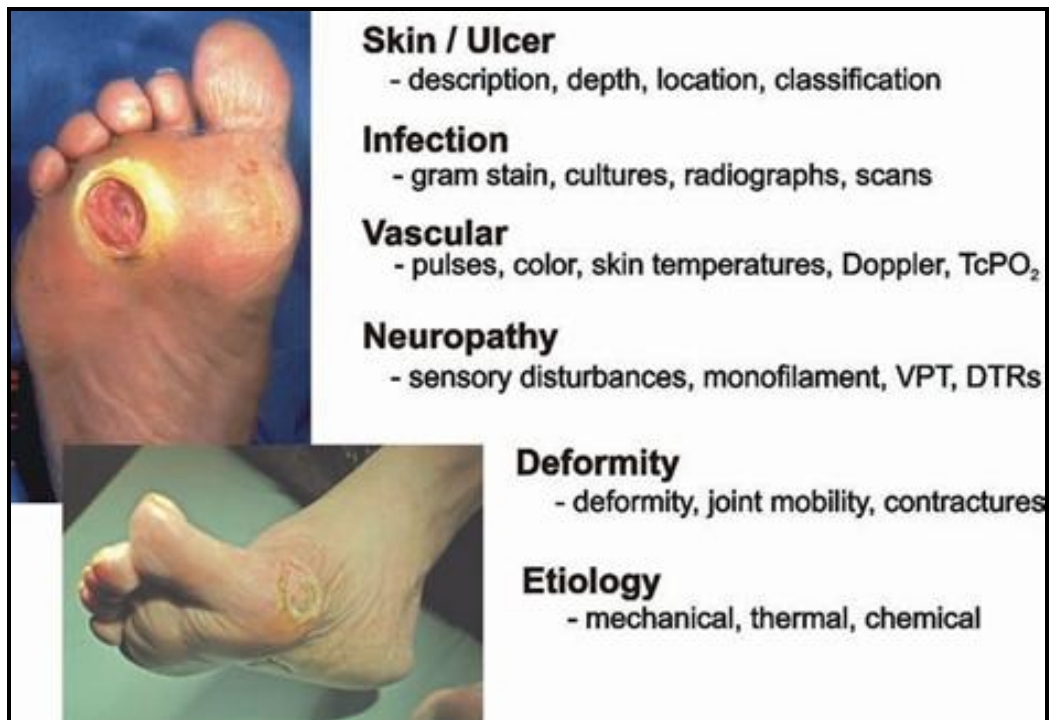 Skin / Ulcer
- description, depth, location, classification
Infection
- gram stain, cultures, radiographs, scans
Vascular
- pulses, color, skin temperatures, Doppler, TcPO₂
Neuropathy
- sensory disturbances, monofilament, VPT, DTRs
Deformity
- deformity, joint mobility, contractures
Etiology
- mechanical, thermal, chemical